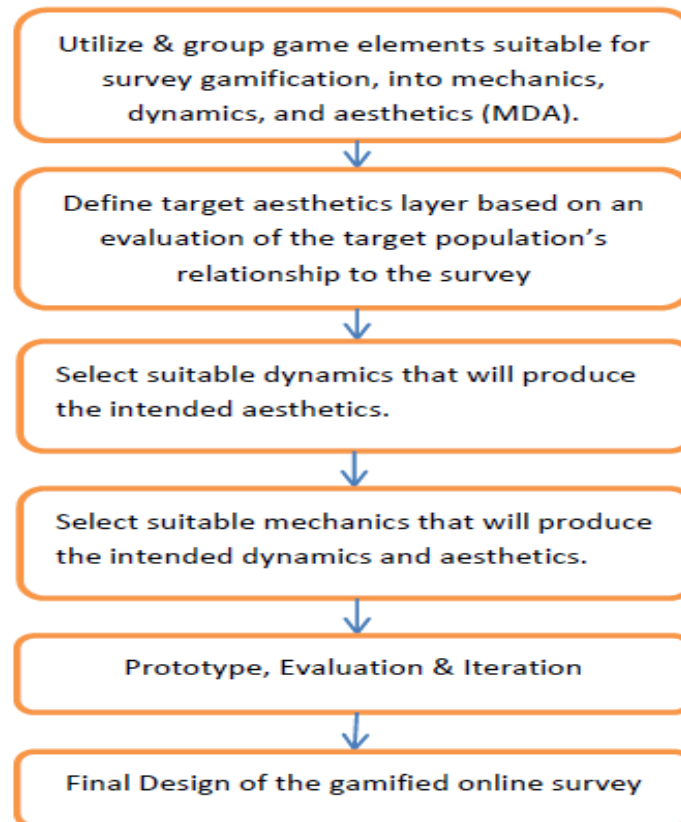 Utilize & group game elements suitable for
survey gamification, into mechanics,
dynamics, and aesthetics (MDA).
Define target aesthetics layer based on an
evaluation of the target population's
relationship to the survey
Select suitable dynamics that will produce
the intended aesthetics.
Select suitable mechanics that will produce
the intended dynamics and aesthetics.
Prototype, Evaluation & Iteration
Final Design of the gamified online survey